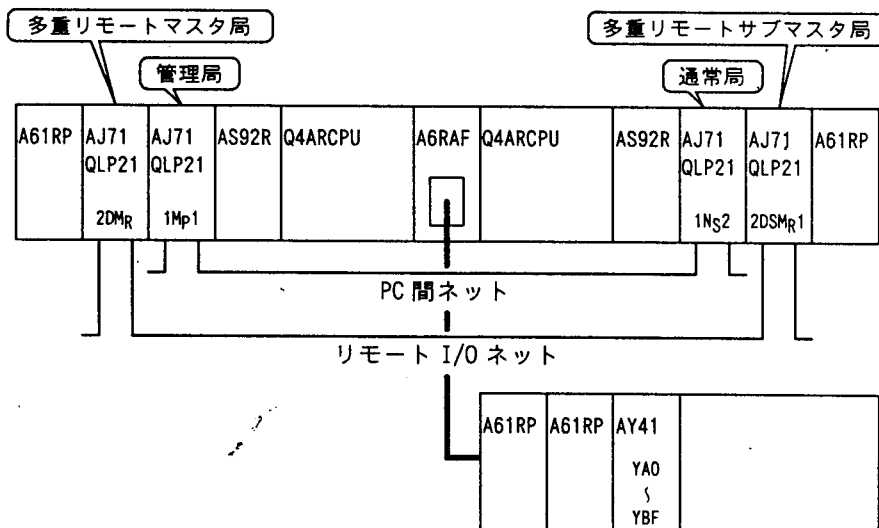 多重リモートマスタ局
多重リモートサブマスタ局
管理局
通常局
A61RP
AJ71
QLP21
2DMR
AJ71
QLP21
1MP1
AS92R
Q4ARCPU
A6RAF
Q4ARCPU
AS92R
AJ71
QLP21
1NS2
AJ71
QLP21
2DSMR1
A61RP
PC間ネット
リモート I/O ネット
A61RP
A61RP
AY41
YA0
〜
YBF